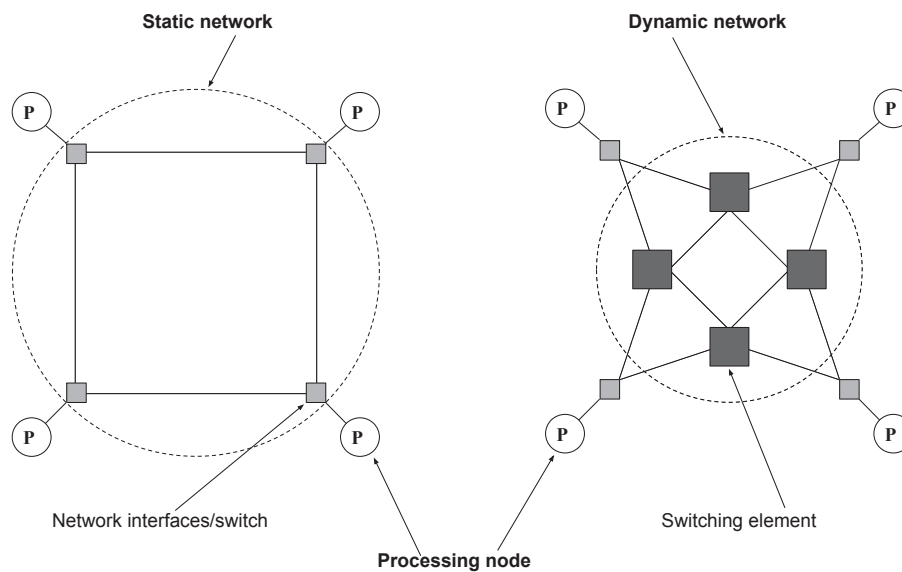 Static network
Dynamic network
P
P
P
P
P
P
P
P
Network interfaces/switch
Switching element
Processing node